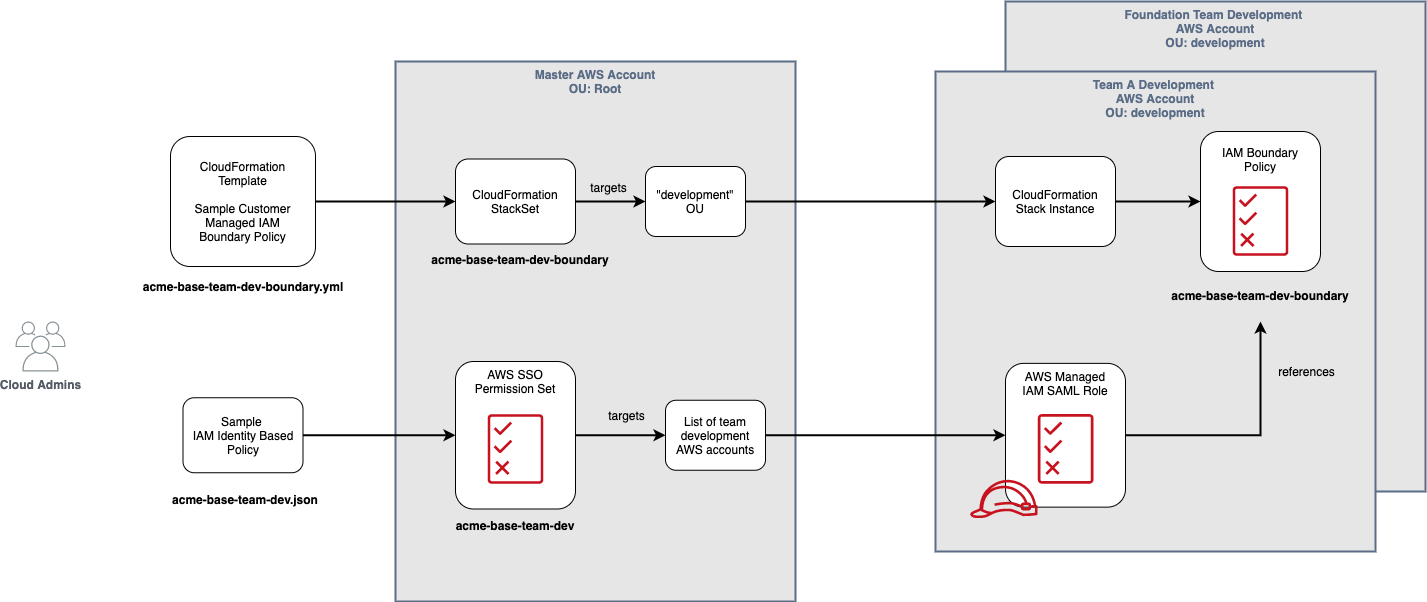 Foundation Team Development
AWS Account
OU: development
Master AWS Account
OU: Root
Team A Development
AWS Account
OU: development
CloudFormation
Template
Sample Customer
Managed IAM
Boundary Policy
acme-base-team-dev-boundary.yml
CloudFormation
StackSet
acme-base-team-dev-boundary
targets
"development"
OU
CloudFormation
Stack Instance
IAM Boundary
Policy
acme-base-team-dev-boundary
Cloud Admins
Sample
IAM Identity Based
Policy
acme-base-team-dev.json
AWS SSO
Permission Set
acme-base-team-dev
targets
List of team
development
AWS accounts
AWS Managed
IAM SAML Role
references